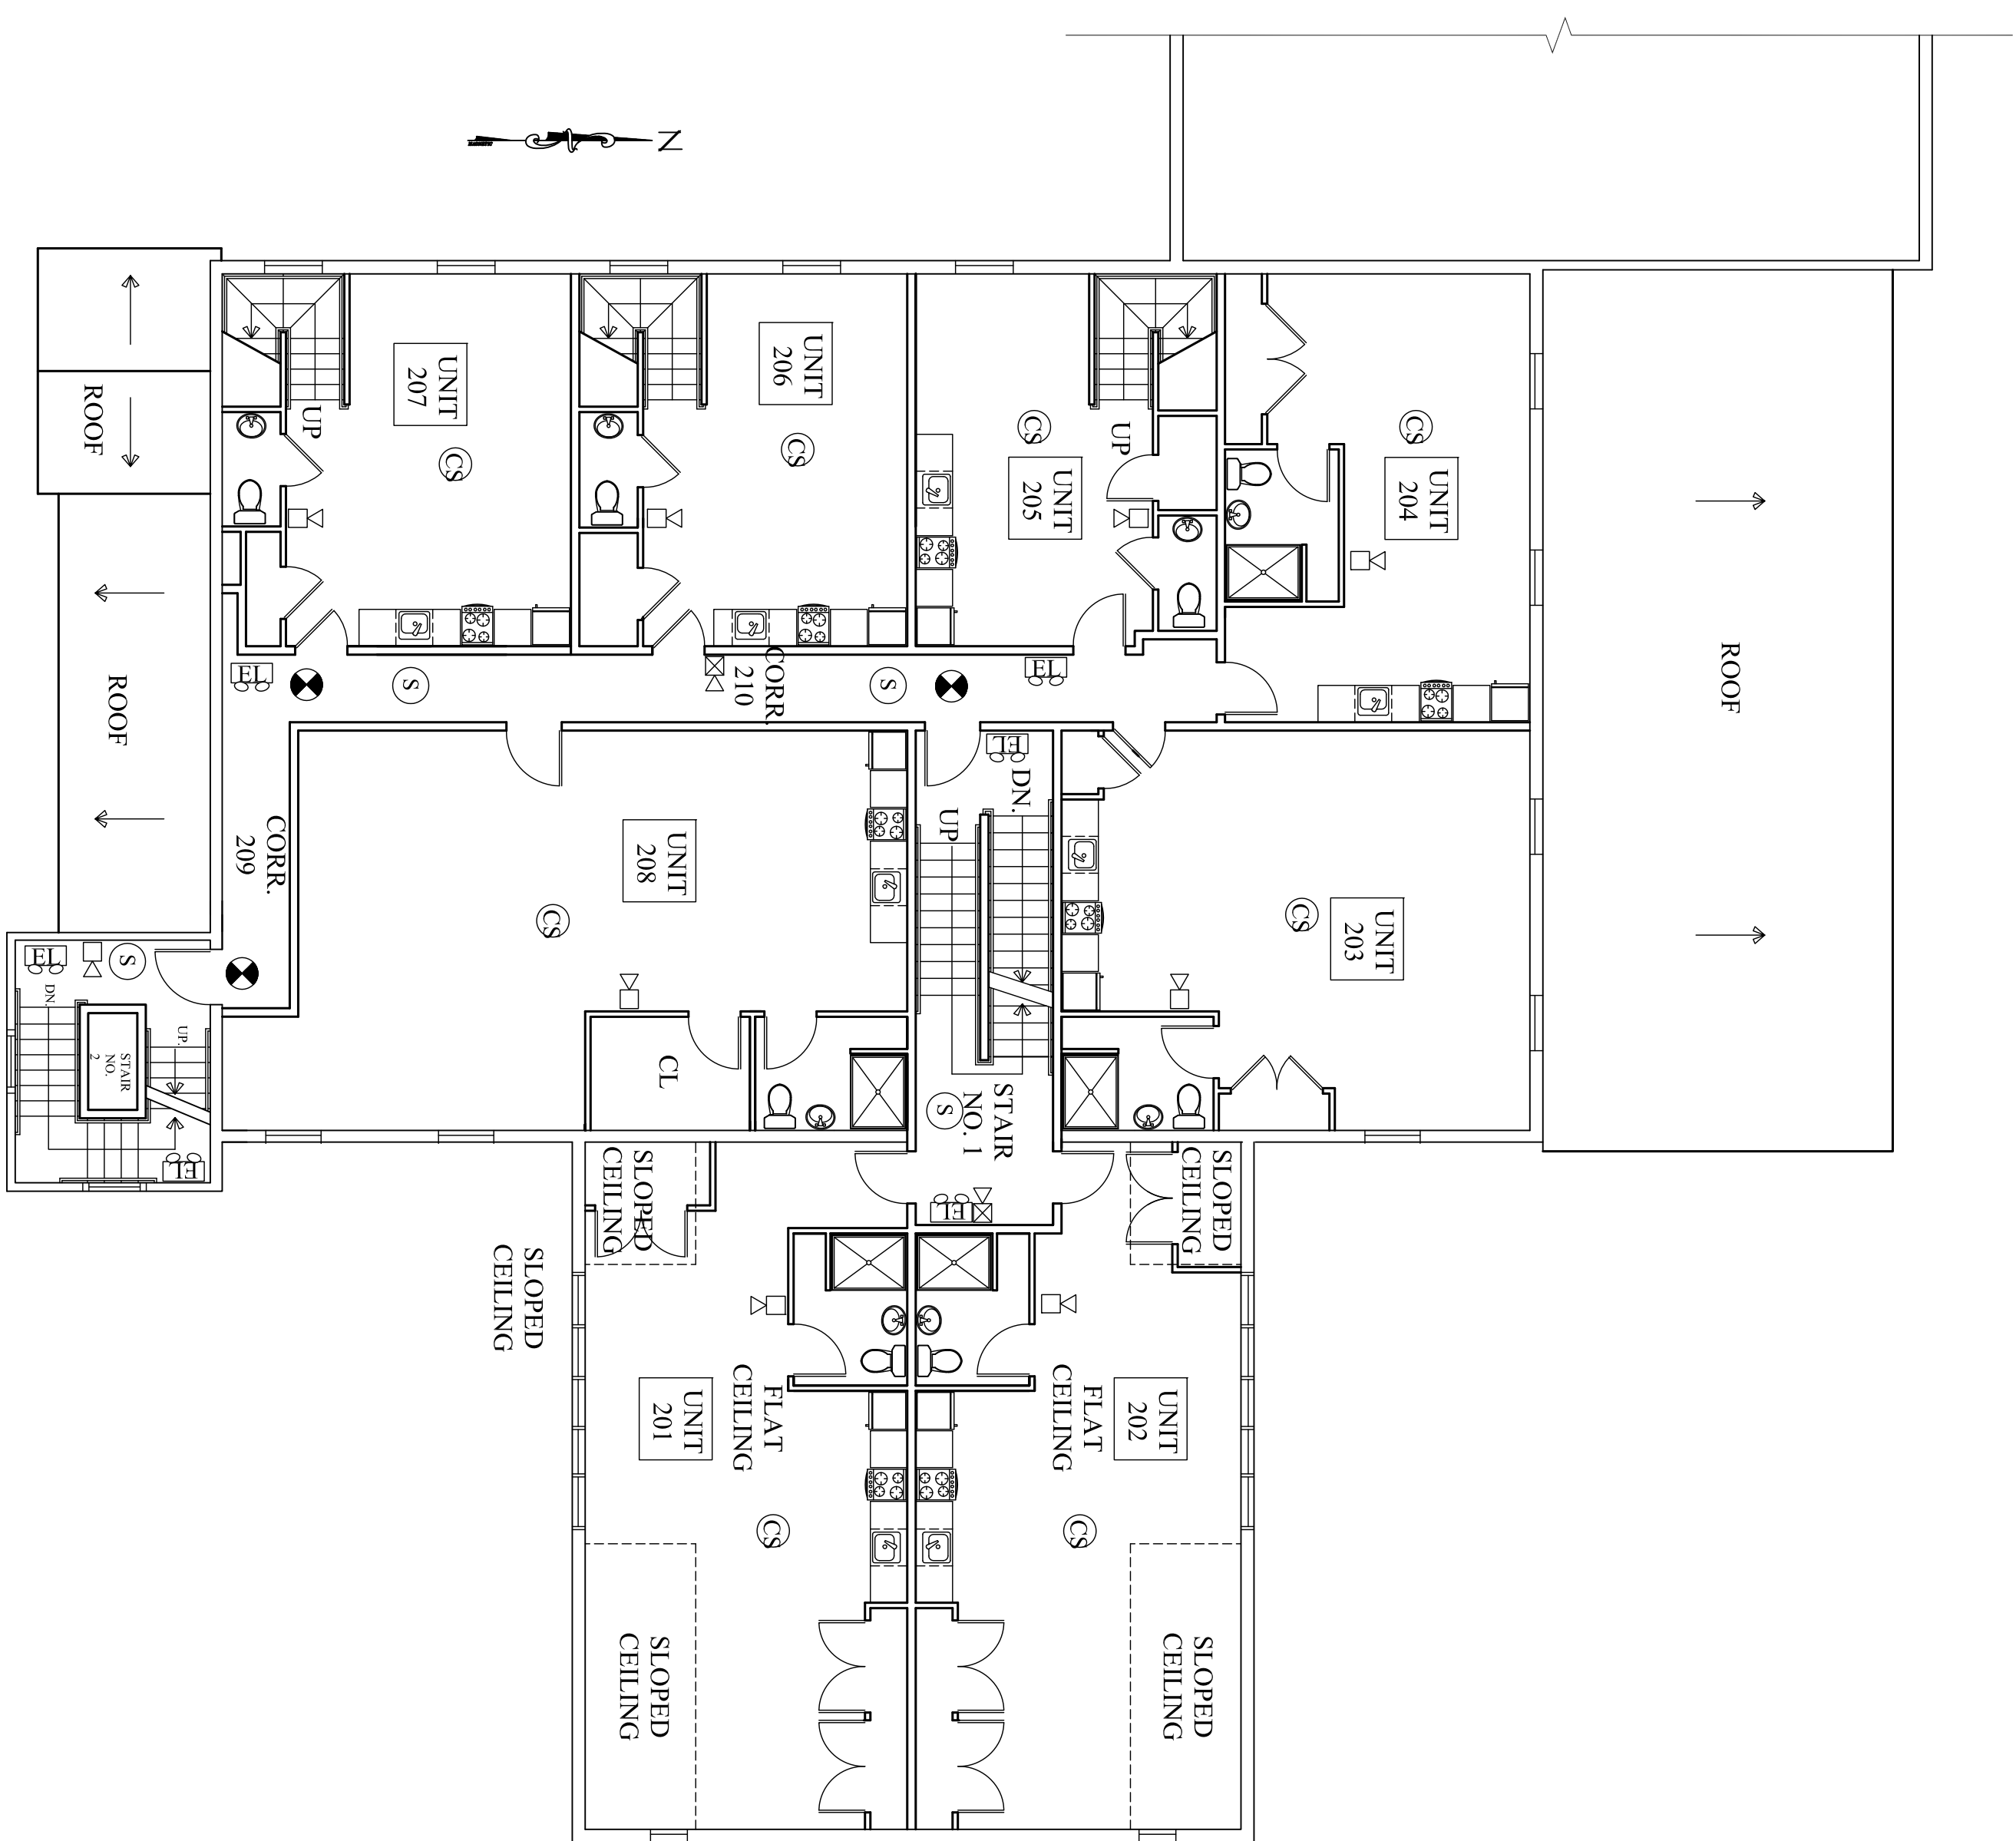 N
ROOF
UNIT
207
UP
CS
UNIT
206
CS
CS
UNIT
205
UP
CS
UNIT
204
ROOF
ROOF
EL
S
CORR.
210
S
EL
EL
DN.
UP
CORR.
209
UNIT
208
CS
CS
UNIT
203
EL
S
DN.
UP.
STAIR
NO.
2
EL
CL
STAIR
NO. 1
S
EL
SLOPED
CEILING
SLOPED
CEILING
SLOPED
CEILING
UNIT
201
FLAT
CEILING
CS
FLAT
CEILING
UNIT
202
CS
SLOPED
CEILING
SLOPED
CEILING